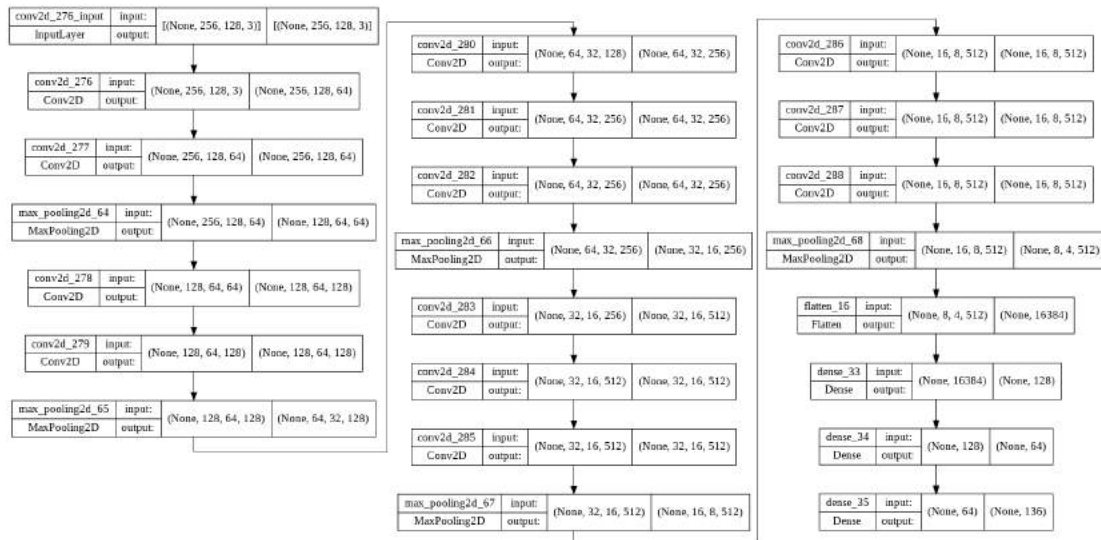 conv2d_276_input input: [(None, 256, 128, 3)] [(None, 256, 128, 3)]
InputLayer output:
conv2d_276 input: (None, 256, 128, 3) (None, 256, 128, 64)
Conv2D output:
conv2d_277 input: (None, 256, 128, 64) (None, 256, 128, 64)
Conv2D output:
max_pooling2d_64 input: (None, 256, 128, 64) (None, 128, 64, 64)
MaxPooling2D output:
conv2d_278 input: (None, 128, 64, 64) (None, 128, 64, 128)
Conv2D output:
conv2d_279 input: (None, 128, 64, 128) (None, 128, 64, 128)
Conv2D output:
max_pooling2d_65 input: (None, 128, 64, 128) (None, 64, 32, 128)
MaxPooling2D output:
conv2d_280 input: (None, 64, 32, 128) (None, 64, 32, 256)
Conv2D output:
conv2d_281 input: (None, 64, 32, 256) (None, 64, 32, 256)
Conv2D output:
conv2d_282 input: (None, 64, 32, 256) (None, 64, 32, 256)
Conv2D output:
max_pooling2d_66 input: (None, 64, 32, 256) (None, 32, 16, 256)
MaxPooling2D output:
conv2d_283 input: (None, 32, 16, 256) (None, 32, 16, 512)
Conv2D output:
conv2d_284 input: (None, 32, 16, 512) (None, 32, 16, 512)
Conv2D output:
conv2d_285 input: (None, 32, 16, 512) (None, 32, 16, 512)
Conv2D output:
max_pooling2d_67 input: (None, 32, 16, 512) (None, 16, 8, 512)
MaxPooling2D output:
conv2d_286 input: (None, 16, 8, 512) (None, 16, 8, 512)
Conv2D output:
conv2d_287 input: (None, 16, 8, 512) (None, 16, 8, 512)
Conv2D output:
conv2d_288 input: (None, 16, 8, 512) (None, 16, 8, 512)
Conv2D output:
max_pooling2d_68 input: (None, 16, 8, 512) (None, 8, 4, 512)
MaxPooling2D output:
flatten_16 input: (None, 8, 4, 512) (None, 16384)
Flatten output:
dense_33 input: (None, 16384) (None, 128)
Dense output:
dense_34 input: (None, 128) (None, 64)
Dense output:
dense_35 input: (None, 64) (None, 136)
Dense output: